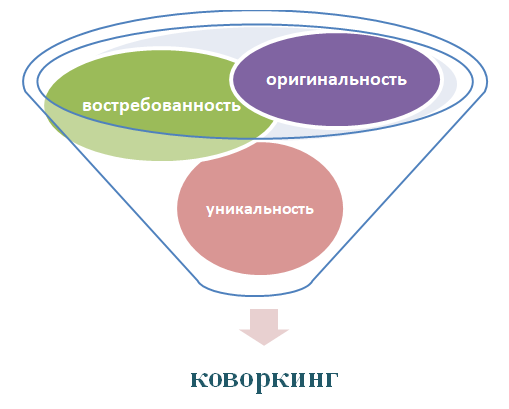 оригинальность
востребованность
уникальность
коворкинг